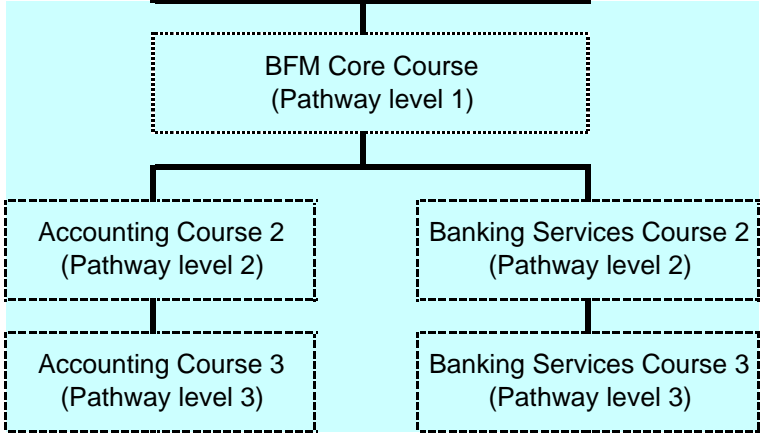 BFM Core Course
(Pathway level 1)
Accounting Course 2
(Pathway level 2)
Banking Services Course 2
(Pathway level 2)
Accounting Course 3
(Pathway level 3)
Banking Services Course 3
(Pathway level 3)